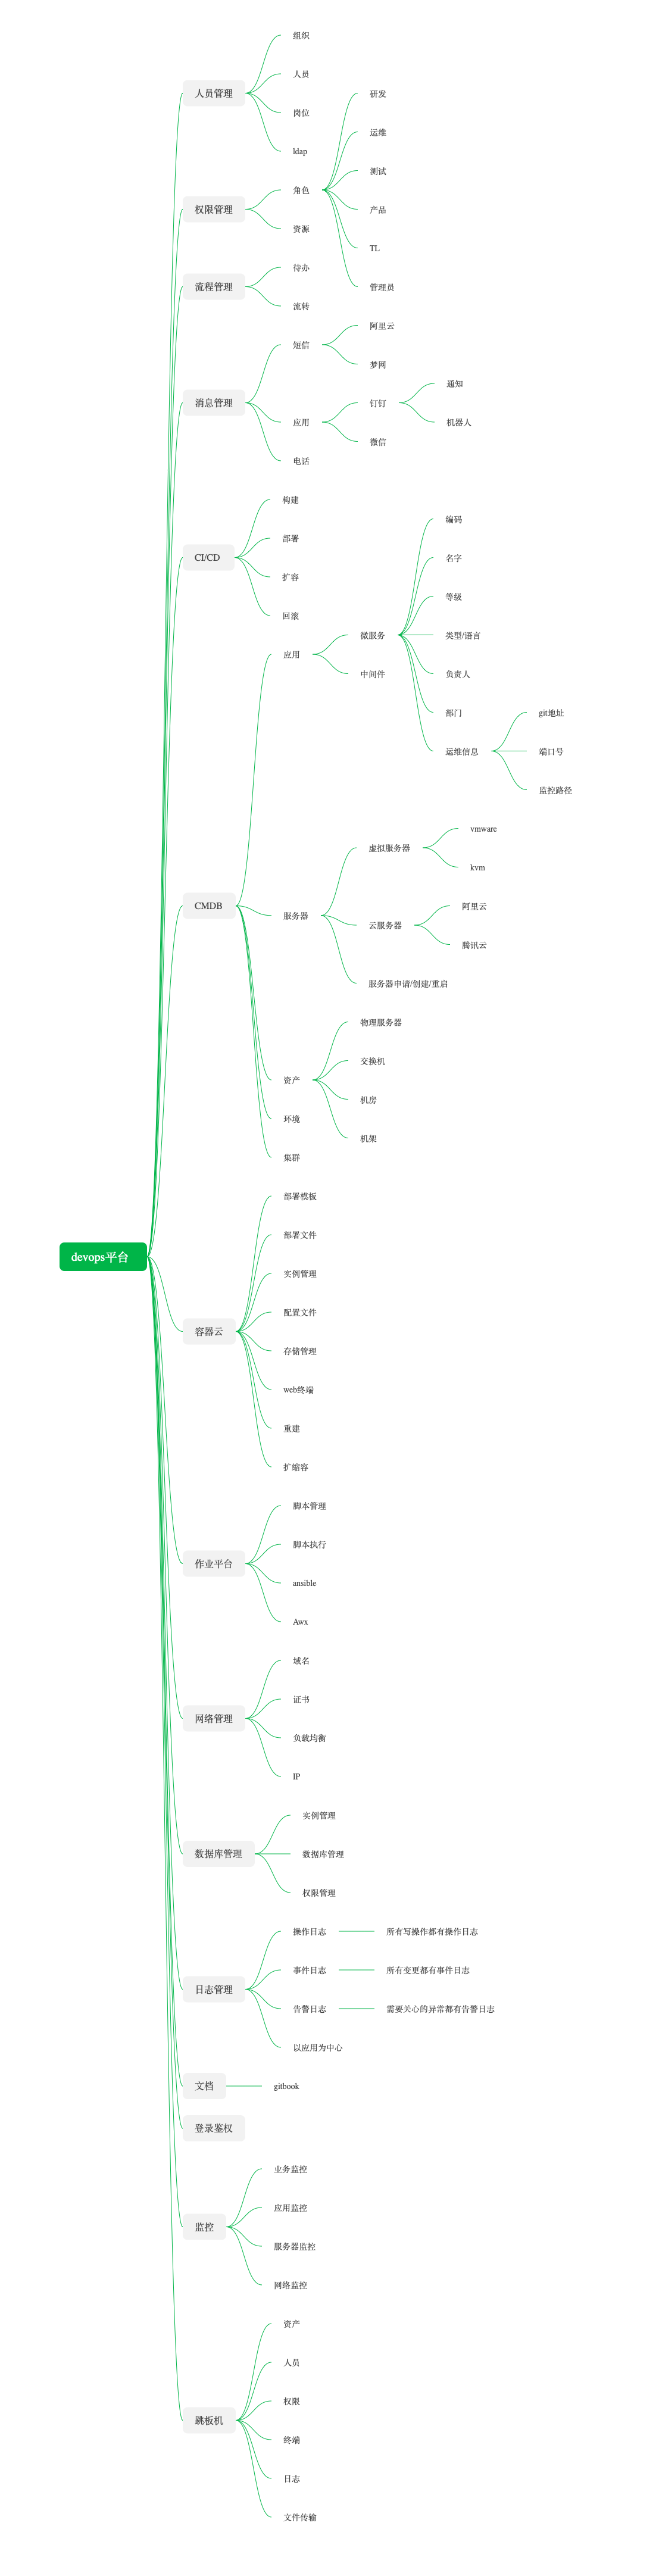 devops平台
人员管理
组织
人员
岗位
ldap
权限管理
角色
研发
运维
测试
产品
TL
管理员
资源
流程管理
待办
流转
消息管理
短信
阿里云
梦网
应用
钉钉
通知
机器人
微信
电话
CI/CD
构建
部署
扩容
回滚
CMDB
应用
微服务
编码
名字
等级
类型/语言
负责人
部门
运维信息
git地址
端口号
监控路径
中间件
服务器
虚拟服务器
vmware
kvm
云服务器
阿里云
腾讯云
服务器申请/创建/重启
资产
物理服务器
交换机
机房
机架
环境
集群
容器云
部署模板
部署文件
实例管理
配置文件
存储管理
web终端
重建
扩缩容
作业平台
脚本管理
脚本执行
ansible
Awx
网络管理
域名
证书
负载均衡
IP
数据库管理
实例管理
数据库管理
权限管理
日志管理
操作日志
所有写操作都有操作日志
事件日志
所有变更都有事件日志
告警日志
需要关心的异常都有告警日志
以应用为中心
文档
gitbook
登录鉴权
监控
业务监控
应用监控
服务器监控
网络监控
跳板机
资产
人员
权限
终端
日志
文件传输